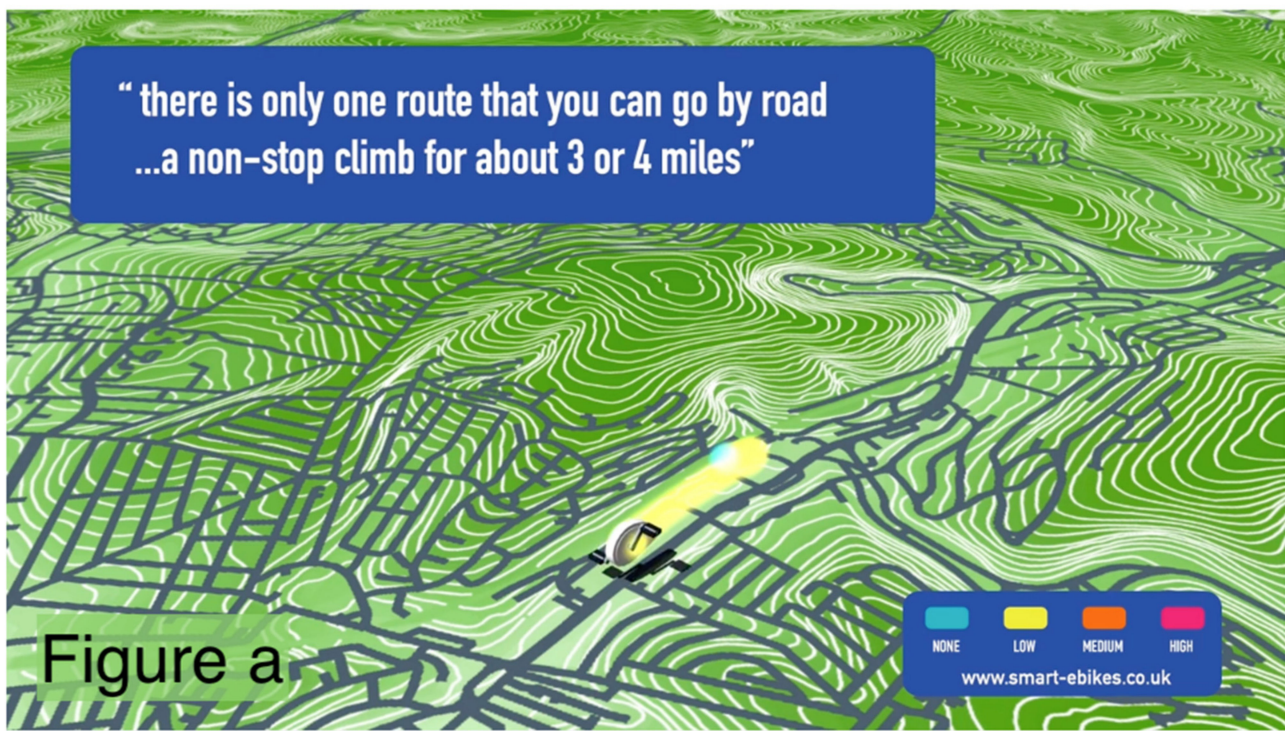 “ there is only one route that you can go by road
...a non-stop climb for about 3 or 4 miles”
Figure a
NONE LOW MEDIUM HIGH
www.smart-ebikes.co.uk